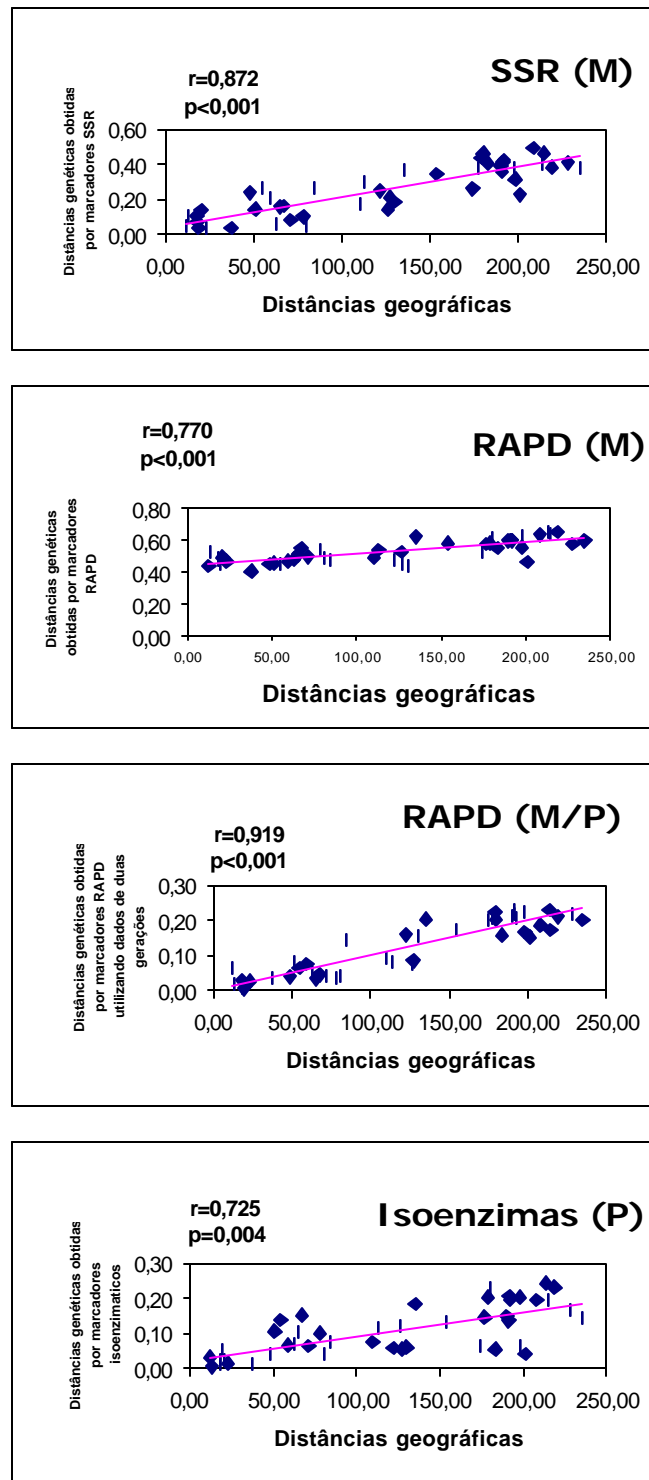 SSR (M)
r=0,872
p<0,001
Distâncias genéticas obtidas
por marcadores SSR
0,60
0,40
0,20
0,00
0,00 50,00 100,00 150,00 200,00 250,00
Distâncias geográficas
RAPD (M)
r=0,770
p<0,001
Distâncias genéticas
obtidas por marcadores
RAPD
0,80
0,60
0,40
0,20
0,00
0,00 50,00 100,00 150,00 200,00 250,00
Distâncias geográficas
RAPD (M/P)
r=0,919
p<0,001
Distâncias genéticas obtidas
por marcadores RAPD
utilizando dados de duas
gerações
0,30
0,20
0,10
0,00
0,00 50,00 100,00 150,00 200,00 250,00
Distâncias geográficas
Isoenzimas (P)
r=0,725
p=0,004
Distâncias genéticas obtidas
por marcadores
isoenzimaticos
0,30
0,20
0,10
0,00
0,00 50,00 100,00 150,00 200,00 250,00
Distâncias geográficas